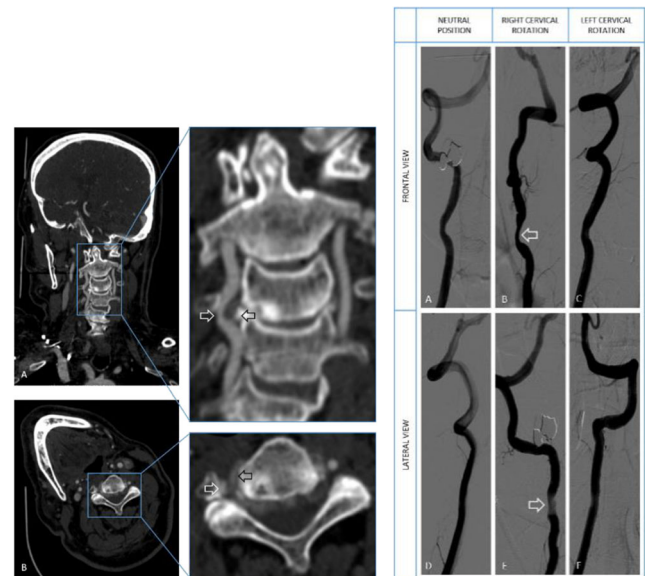 NEUTRAL
POSITION
RIGHT CERVICAL
ROTATION
LEFT CERVICAL
ROTATION
FRONTAL VIEW
A
B
C
LATERAL VIEW
D
E
F
A
B